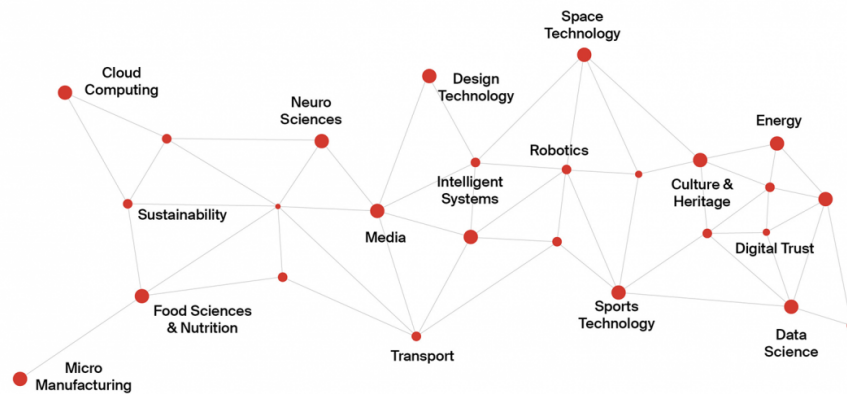 Space
Technology
Cloud
Computing
Design
Technology
Neuro
Sciences
Energy
Robotics
Intelligent
Systems
Culture &
Heritage
Sustainability
Media
Digital Trust
Food Sciences
& Nutrition
Sports
Technology
Data
Science
Transport
Micro
Manufacturing